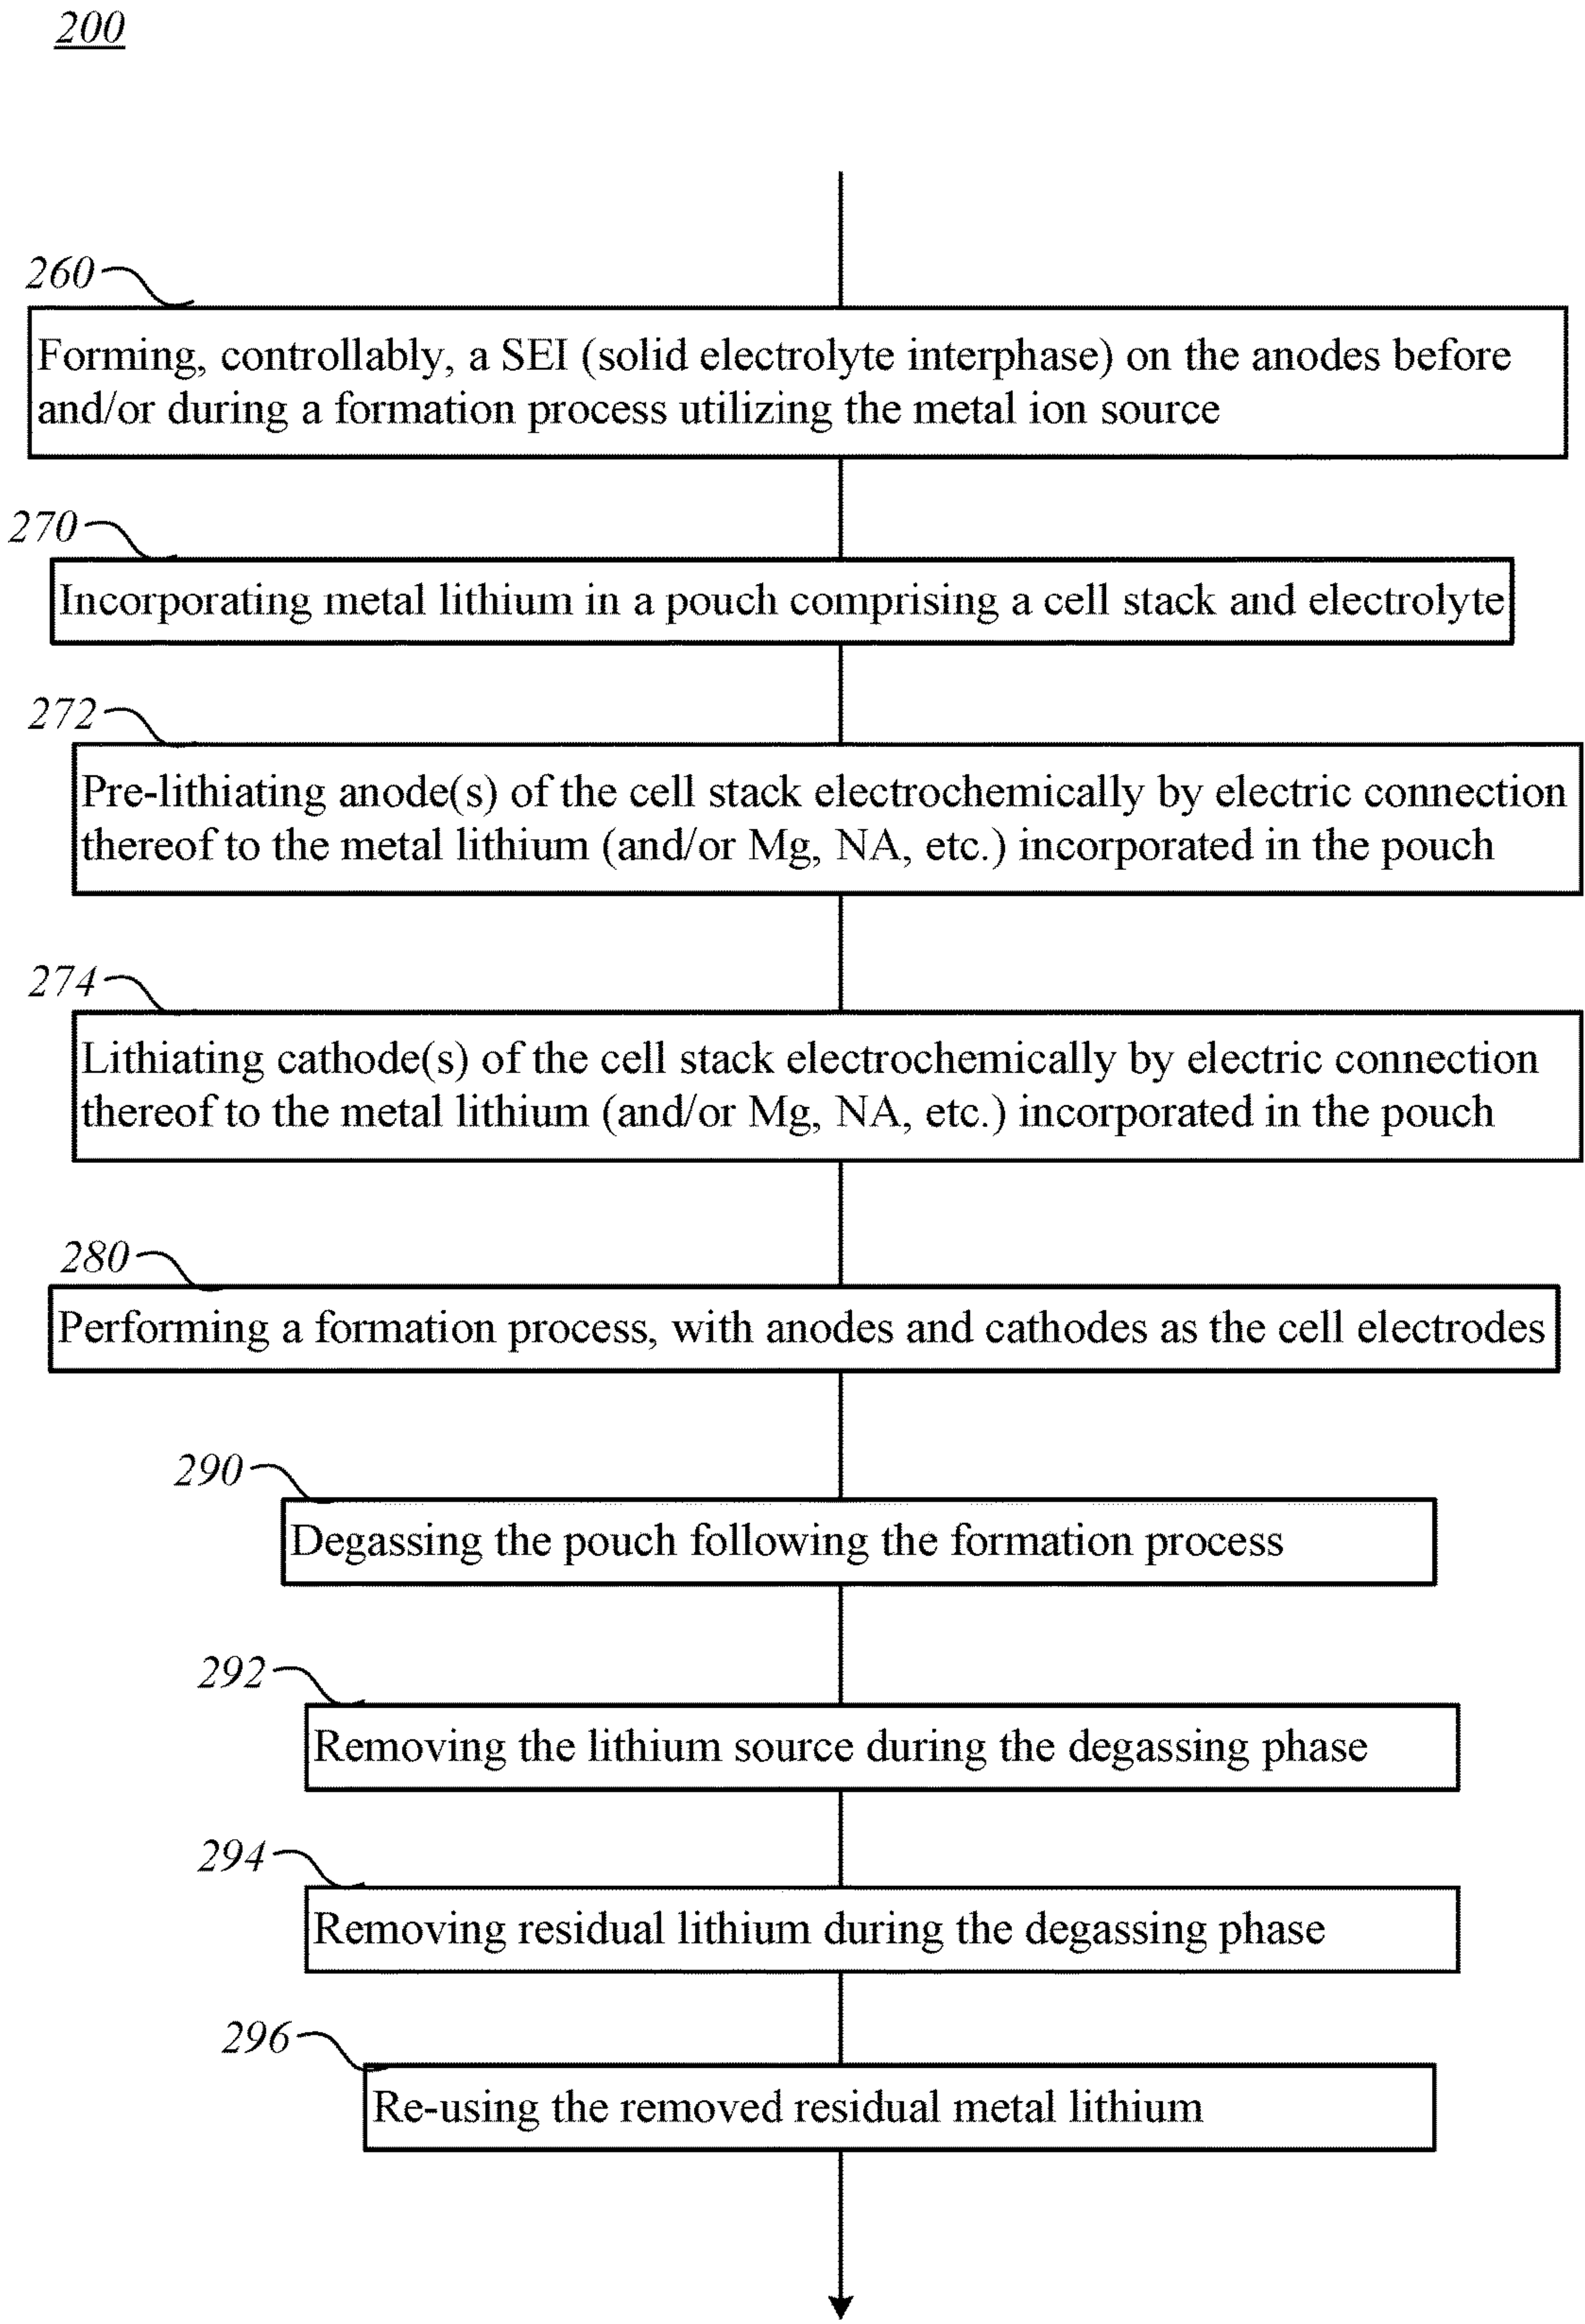 200
260
Forming, controllably, a SEI (solid electrolyte interphase) on the anodes before
and/or during a formation process utilizing the metal ion source
270
Incorporating metal lithium in a pouch comprising a cell stack and electrolyte
272
Pre-lithiating anode(s) of the cell stack electrochemically by electric connection
thereof to the metal lithium (and/or Mg, NA, etc.) incorporated in the pouch
274
Lithiating cathode(s) of the cell stack electrochemically by electric connection
thereof to the metal lithium (and/or Mg, NA, etc.) incorporated in the pouch
280
Performing a formation process, with anodes and cathodes as the cell electrodes
290
Degassing the pouch following the formation process
292
Removing the lithium source during the degassing phase
294
Removing residual lithium during the degassing phase
296
Re-using the removed residual metal lithium